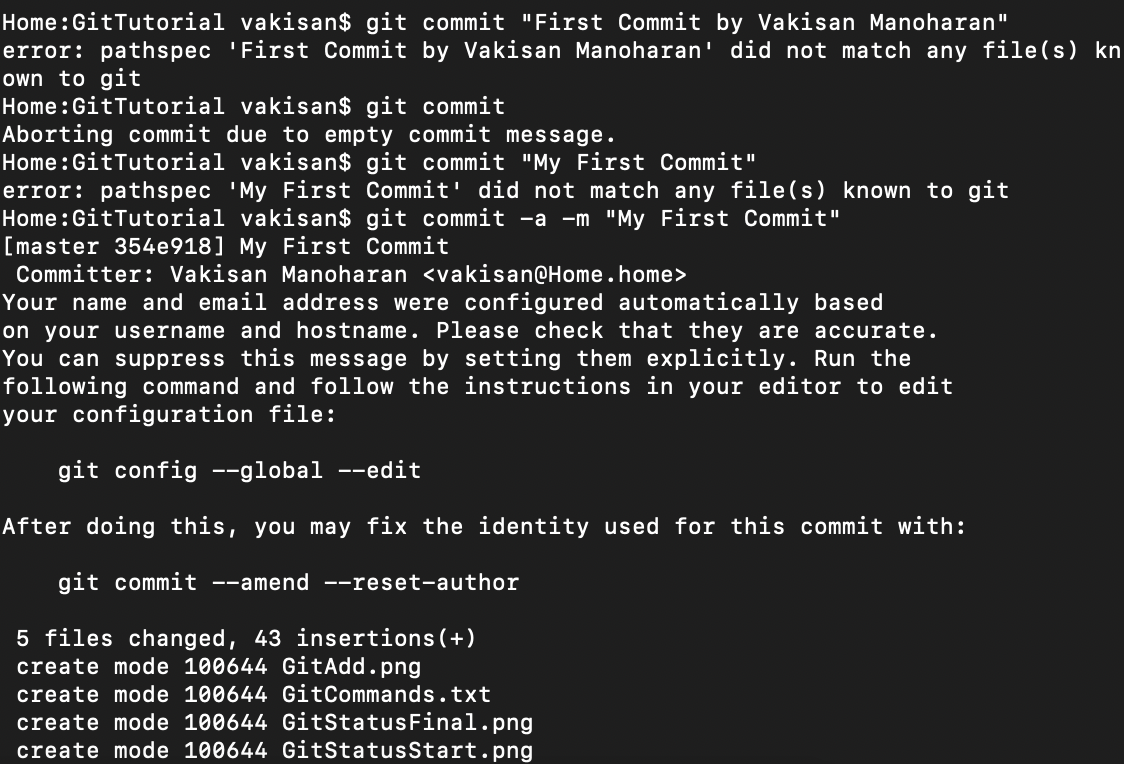 Home:GitTutorial vakisan$ git commit "First Commit by Vakisan Manoharan"
error: pathspec 'First Commit by Vakisan Manoharan' did not match any file(s) kn
own to git
Home:GitTutorial vakisan$ git commit
Aborting commit due to empty commit message.
Home:GitTutorial vakisan$ git commit "My First Commit"
error: pathspec 'My First Commit' did not match any file(s) known to git
Home:GitTutorial vakisan$ git commit -a -m "My First Commit"
[master 354e918] My First Commit
 Committer: Vakisan Manoharan <vakisan@Home.home>
Your name and email address were configured automatically based
on your username and hostname. Please check that they are accurate.
You can suppress this message by setting them explicitly. Run the
following command and follow the instructions in your editor to edit
your configuration file:

    git config --global --edit

After doing this, you may fix the identity used for this commit with:

    git commit --amend --reset-author

 5 files changed, 43 insertions(+)
 create mode 100644 GitAdd.png
 create mode 100644 GitCommands.txt
 create mode 100644 GitStatusFinal.png
 create mode 100644 GitStatusStart.png